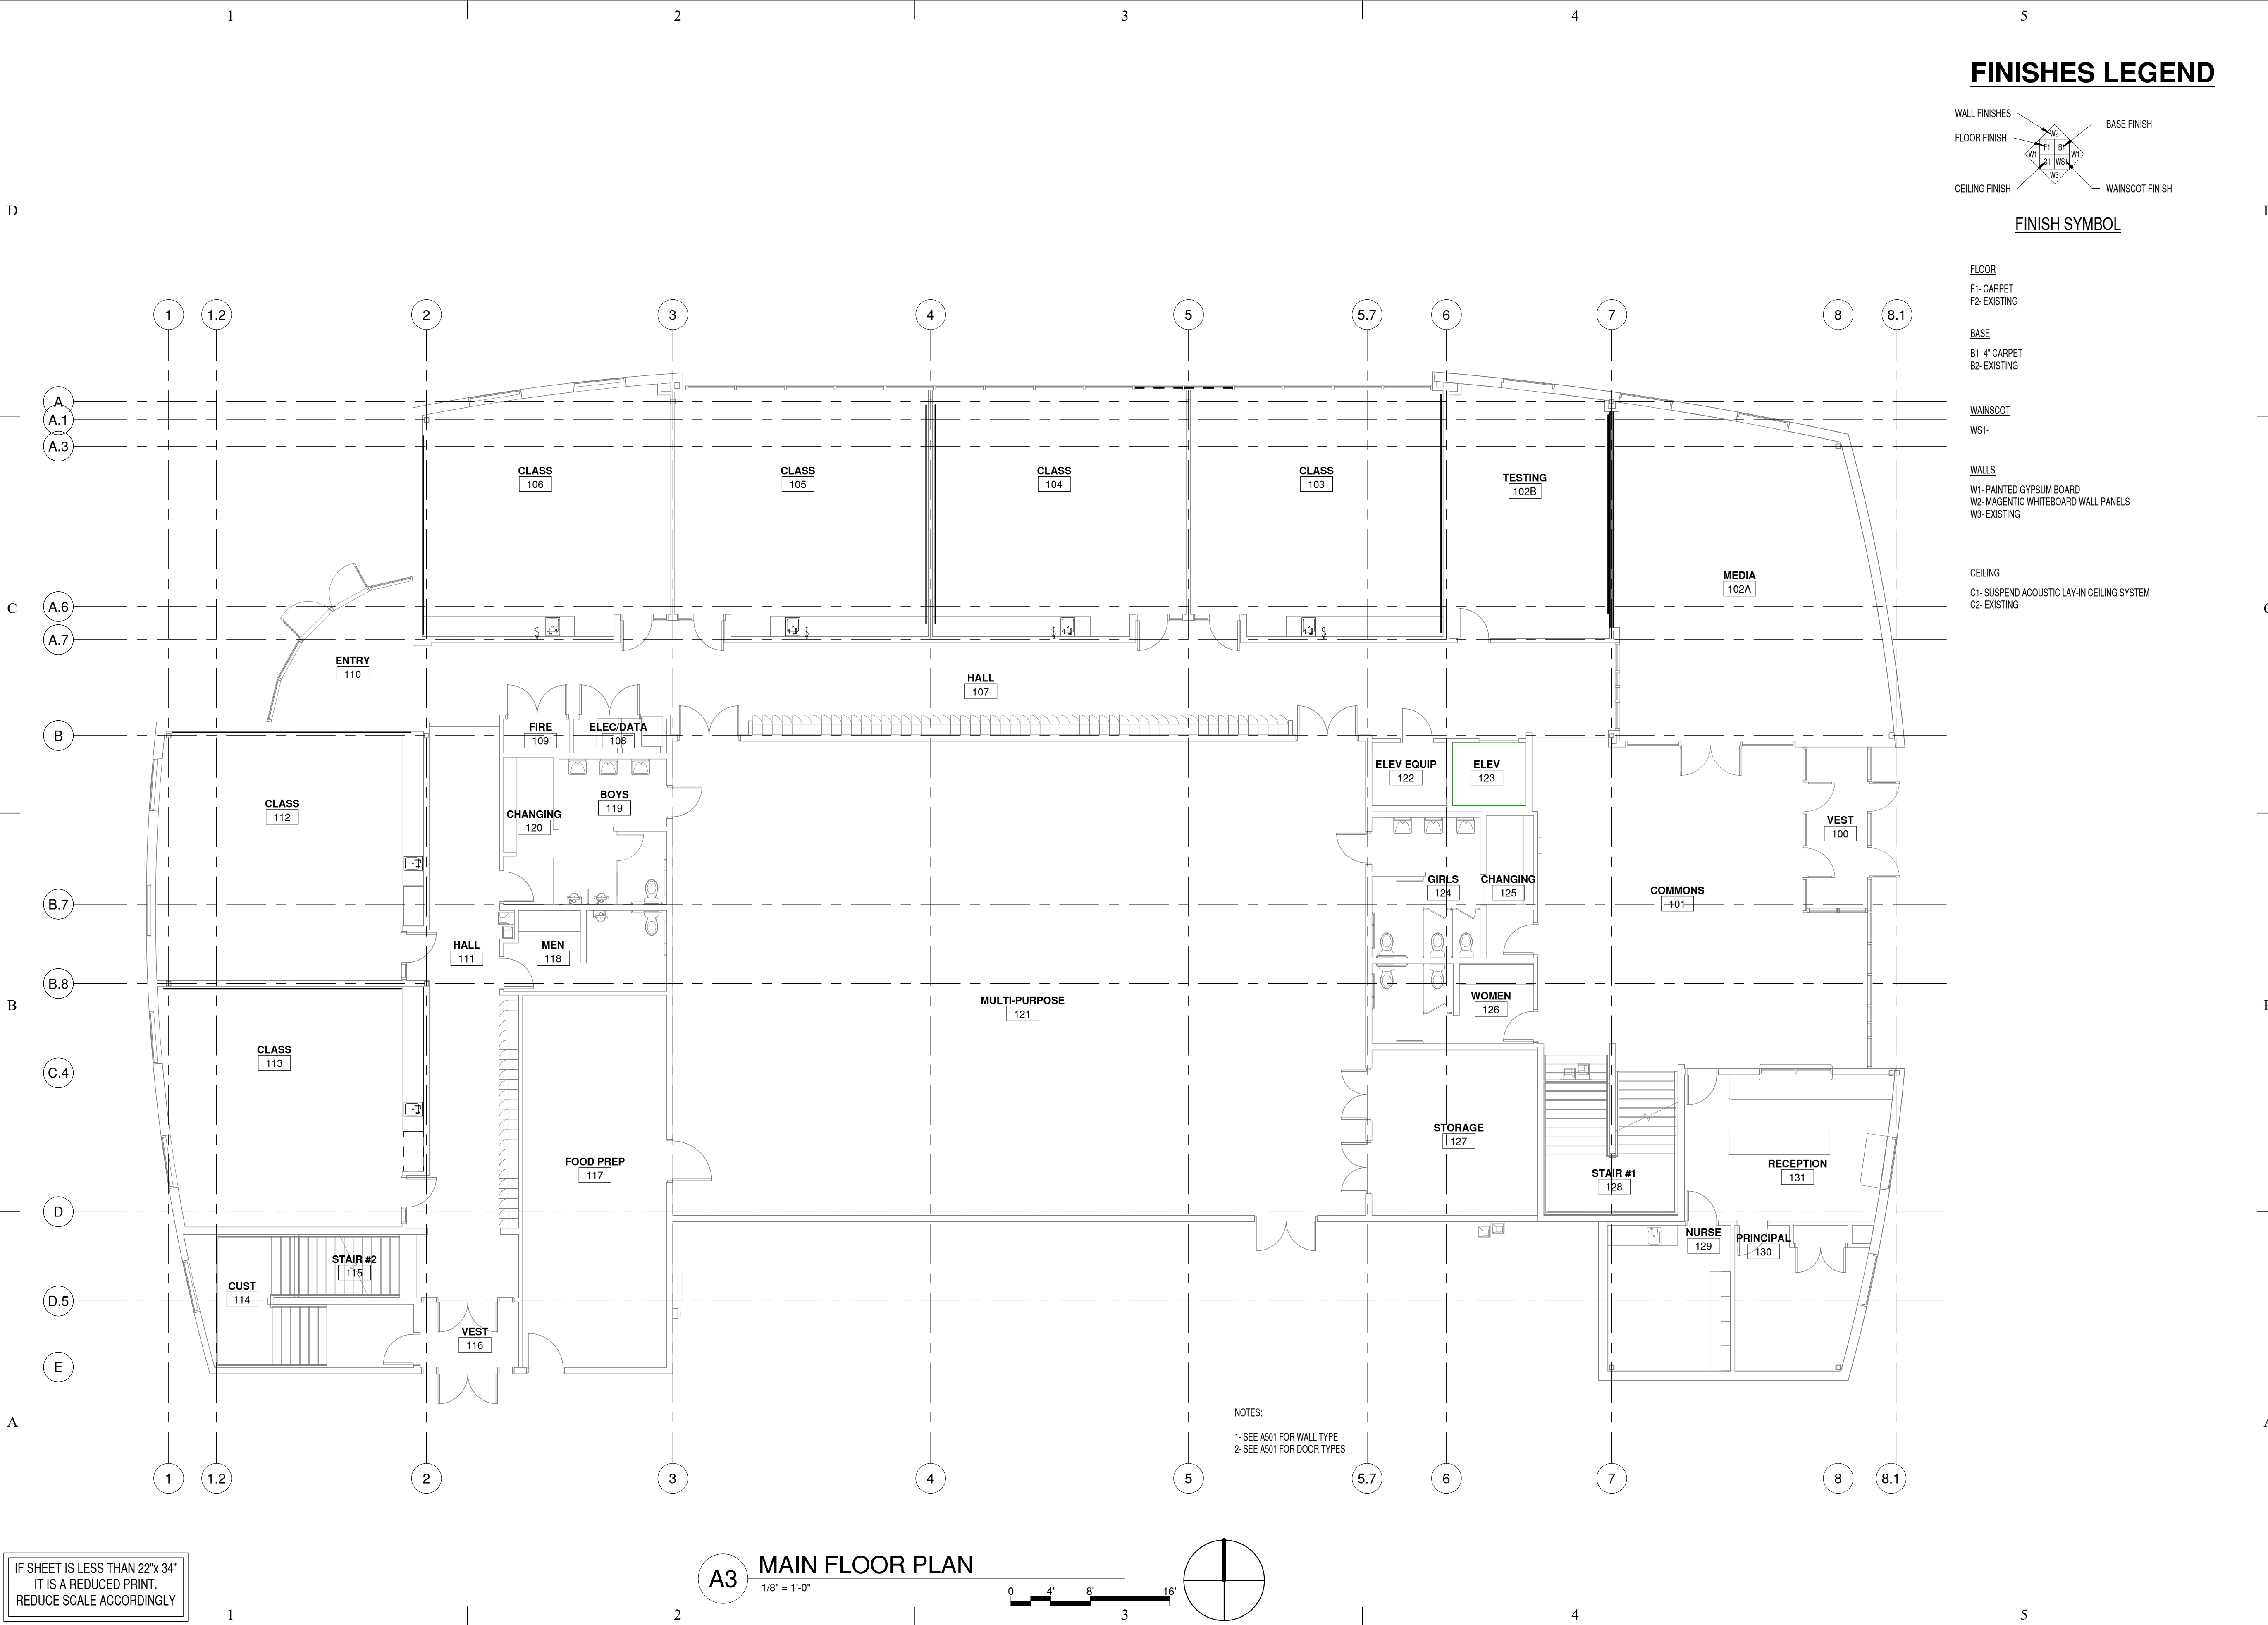 1 2 3 4 5
FINISHES LEGEND
WALL FINISHES
BASE FINISH
FLOOR FINISH
W2
F1 B1
W1 W1
C1 WS1
W3
CEILING FINISH
WAINSCOT FINISH
D
FINISH SYMBOL
FLOOR
F1- CARPET
F2- EXISTING
BASE
B1- 4" CARPET
B2- EXISTING
WAINSCOT
WS1-
WALLS
W1- PAINTED GYPSUM BOARD
W2- MAGENTIC WHITEBOARD WALL PANELS
W3- EXISTING
CEILING
C1- SUSPEND ACOUSTIC LAY-IN CEILING SYSTEM
C2- EXISTING
1 1.2 2 3 4 5 5.7 6 7 8 8.1
A
A.1
A.3
CLASS
106
CLASS
105
CLASS
104
CLASS
103
TESTING
102B
MEDIA
102A
C
A.6
A.7
ENTRY
110
HALL
107
B
FIRE
109
ELEC/DATA
108
ELEV EQUIP
122
ELEV
123
CLASS
112
BOYS
119
CHANGING
120
VEST
100
GIRLS
124
CHANGING
125
COMMONS
101
B.7
HALL
111
MEN
118
B.8
B
MULTI-PURPOSE
121
WOMEN
126
CLASS
113
C.4
STORAGE
127
FOOD PREP
117
STAIR #1
128
RECEPTION
131
D
NURSE
129
PRINCIPAL
130
STAIR #2
115
CUST
114
D.5
VEST
116
E
A
NOTES:
1- SEE A501 FOR WALL TYPE
2- SEE A501 FOR DOOR TYPES
1 1.2 2 3 4 5 5.7 6 7 8 8.1
IF SHEET IS LESS THAN 22"x 34"
IT IS A REDUCED PRINT.
REDUCE SCALE ACCORDINGLY
A3
MAIN FLOOR PLAN
1/8" = 1'-0"
0 4' 8' 16'
1 2 3 4 5